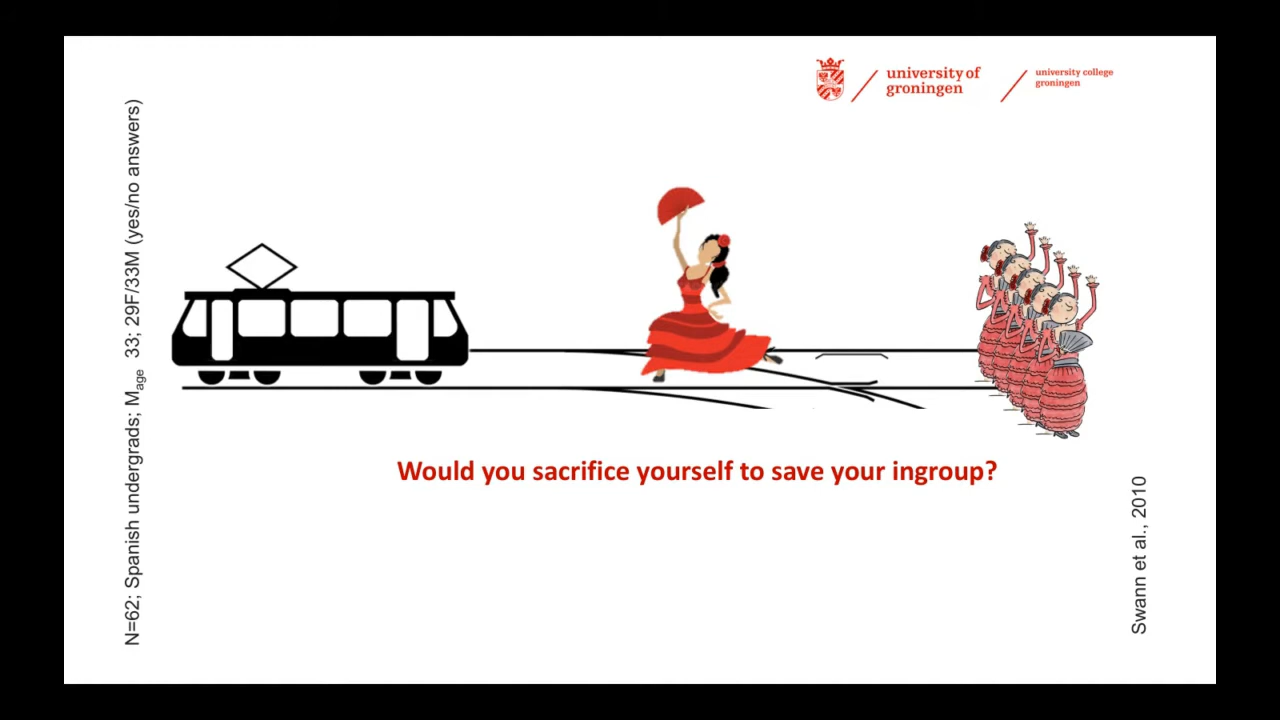 university of
groningen
university college
groningen
N=62; Spanish undergrads; Mage 33; 29F/33M (yes/no answers)
Would you sacrifice yourself to save your ingroup?
Swann et al., 2010